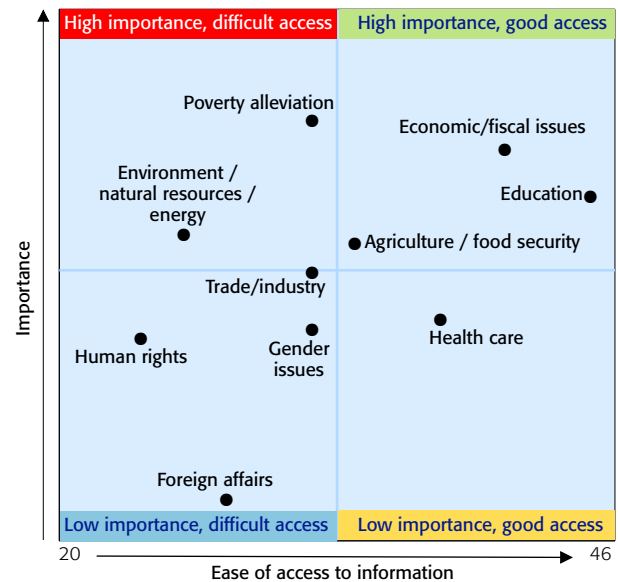 High importance, difficult access
High importance, good access
Poverty alleviation
Economic/fiscal issues
Environment /
natural resources /
energy
Education
Agriculture / food security
Trade/industry
Human rights
Gender
issues
Health care
Foreign affairs
Low importance, difficult access
Low importance, good access
Importance
20
46
Ease of access to information